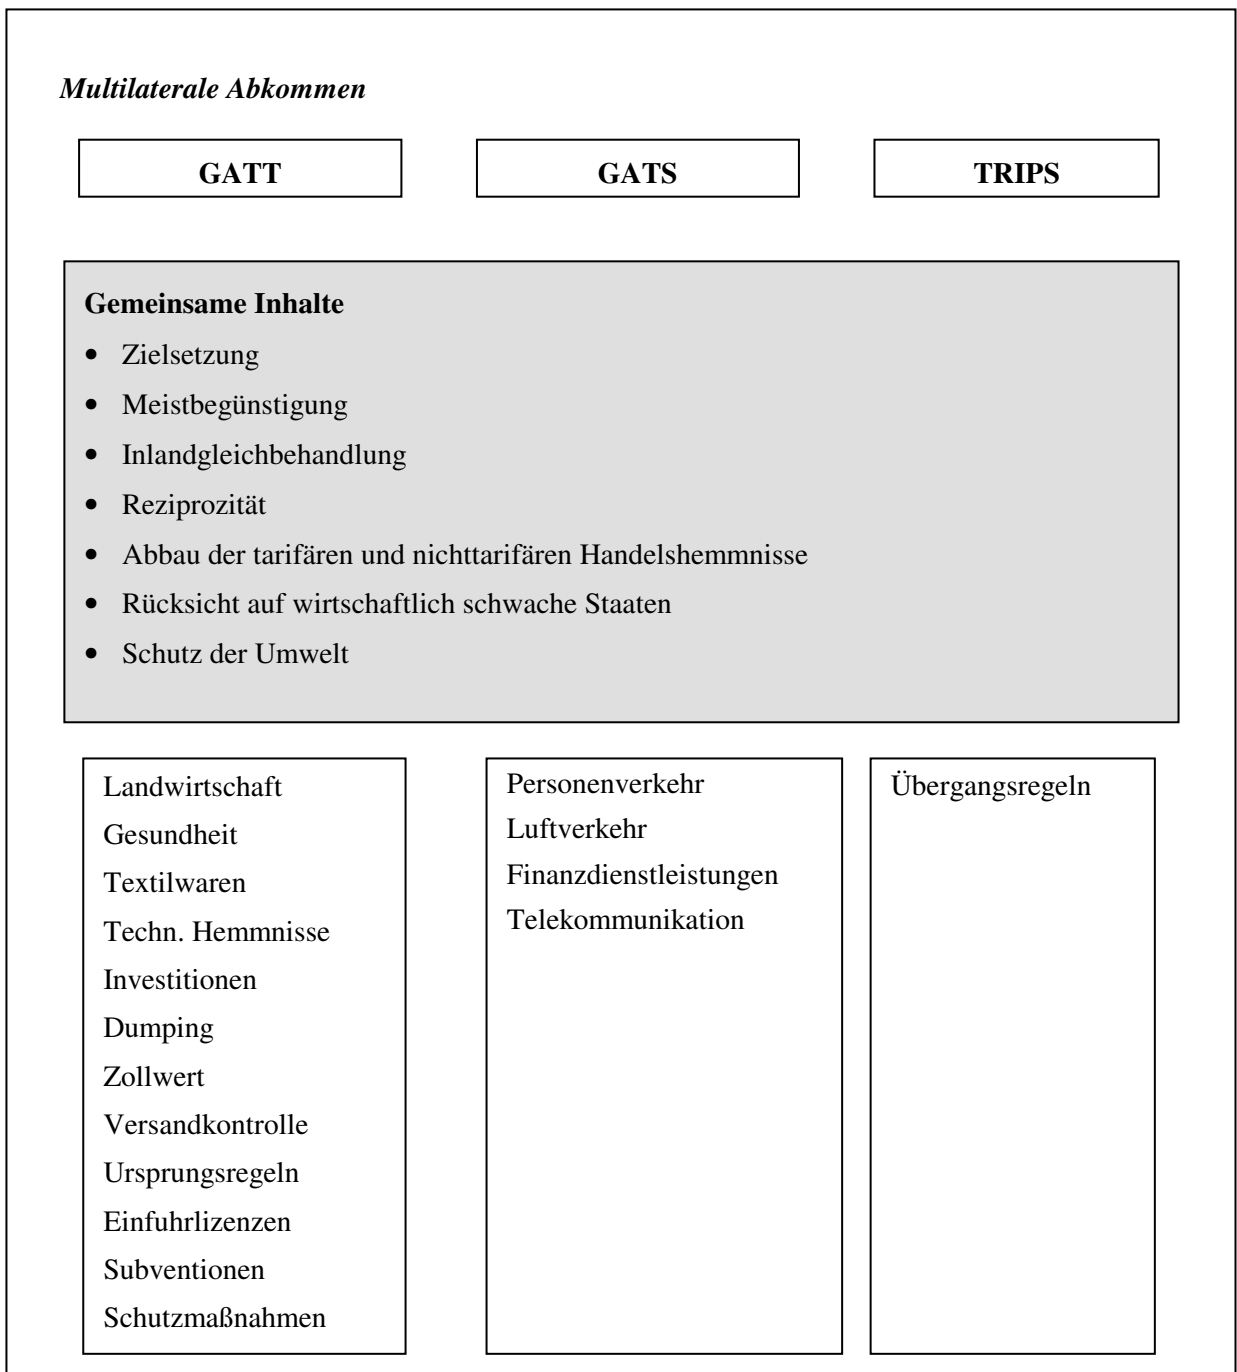 Multilaterale Abkommen
GATT
GATS
TRIPS
Gemeinsame Inhalte
• Zielsetzung
• Meistbegünstigung
• Inlandgleichbehandlung
• Reziprozität
• Abbau der tarifären und nichttarifären Handelshemmnisse
• Rücksicht auf wirtschaftlich schwache Staaten
• Schutz der Umwelt
Landwirtschaft
Gesundheit
Textilwaren
Techn. Hemmnisse
Investitionen
Dumping
Zollwert
Versandkontrolle
Ursprungsregeln
Einfuhrlizenzen
Subventionen
Schutzmaßnahmen
Personenverkehr
Luftverkehr
Finanzdienstleistungen
Telekommunikation
Übergangsregeln